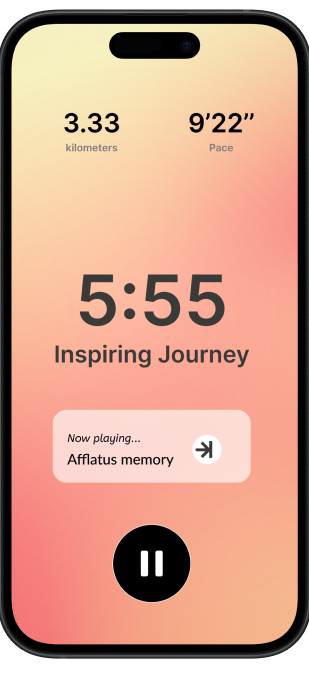 3.33 9’22’’
kilometers Pace
5:55
Inspiring Journey
Now playing...
Afflatus memory